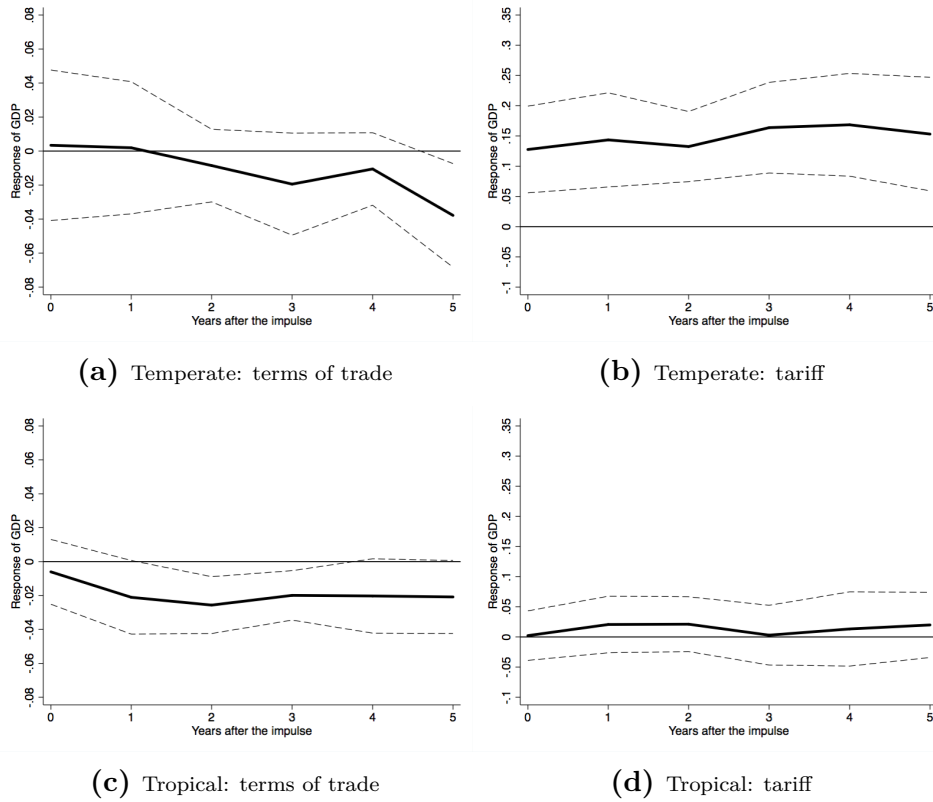 Response of GDP
.08
.06
.04
.02
0
-.02
-.04
-.06
-.08
0 1 2 3 4 5
Years after the impulse
(a) Temperate: terms of trade
Response of GDP
.35
.3
.25
.2
.15
.1
.05
0
-.05
-.1
0 1 2 3 4 5
Years after the impulse
(b) Temperate: tariff
Response of GDP
.08
.06
.04
.02
0
-.02
-.04
-.06
-.08
0 1 2 3 4 5
Years after the impulse
(c) Tropical: terms of trade
Response of GDP
.35
.3
.25
.2
.15
.1
.05
0
-.05
-.1
0 1 2 3 4 5
Years after the impulse
(d) Tropical: tariff